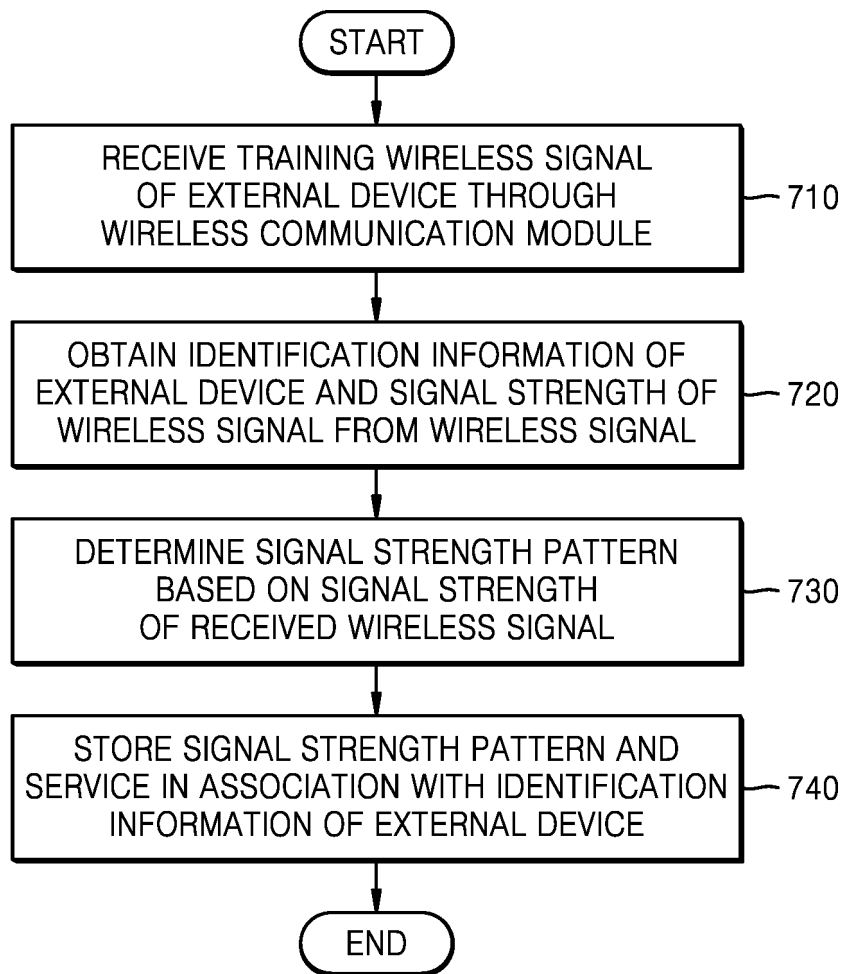 START
RECEIVE TRAINING WIRELESS SIGNAL
OF EXTERNAL DEVICE THROUGH
WIRELESS COMMUNICATION MODULE
710
OBTAIN IDENTIFICATION INFORMATION OF
EXTERNAL DEVICE AND SIGNAL STRENGTH OF
WIRELESS SIGNAL FROM WIRELESS SIGNAL
720
DETERMINE SIGNAL STRENGTH PATTERN
BASED ON SIGNAL STRENGTH
OF RECEIVED WIRELESS SIGNAL
730
STORE SIGNAL STRENGTH PATTERN AND
SERVICE IN ASSOCIATION WITH IDENTIFICATION
INFORMATION OF EXTERNAL DEVICE
740
END